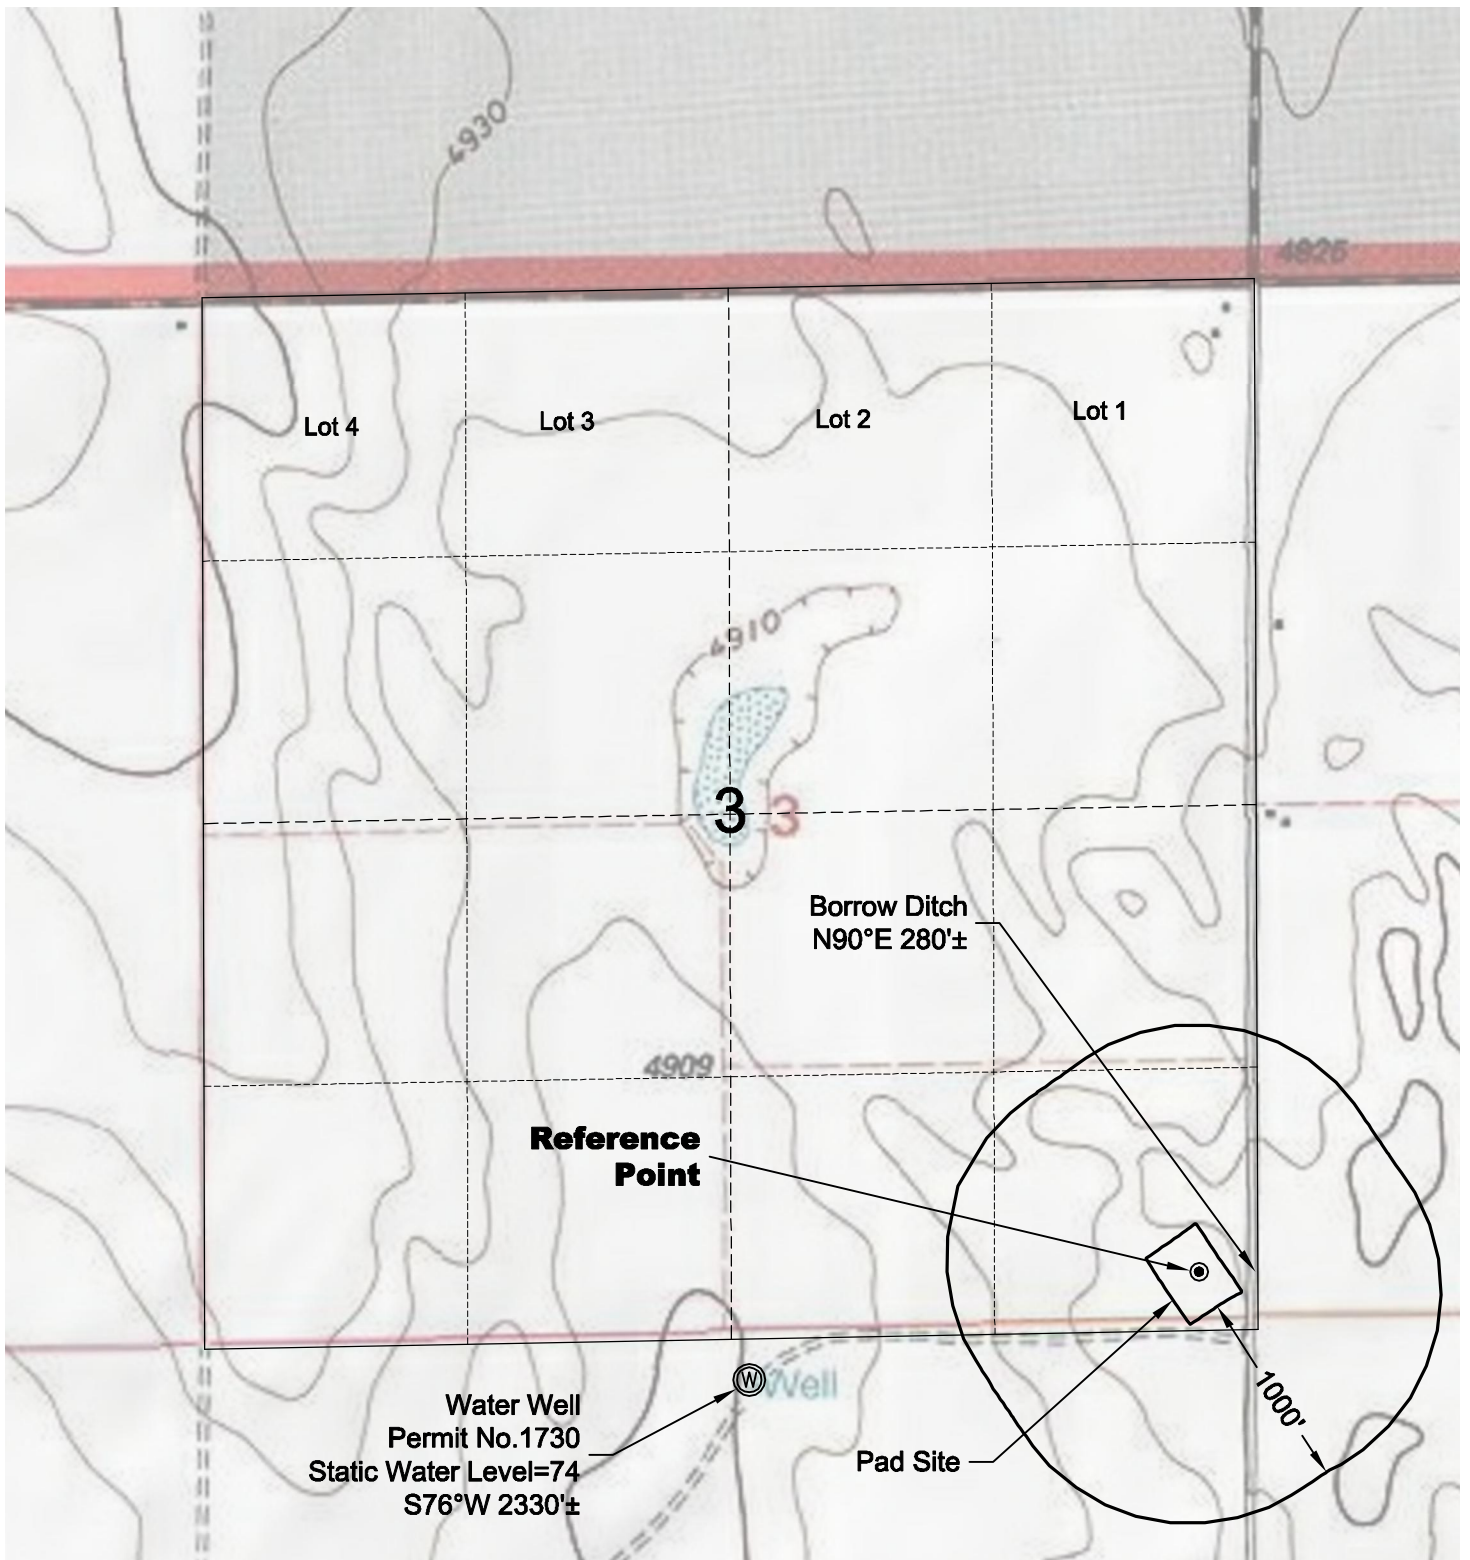 4930
4825
Lot 4
Lot 3
Lot 2
Lot 1
4910
3
3
Borrow Ditch
N90°E 280'±
4909
Reference
Point
W
Well
Water Well
Permit No.1730
Static Water Level=74
S76°W 2330'±
Pad Site
1000'